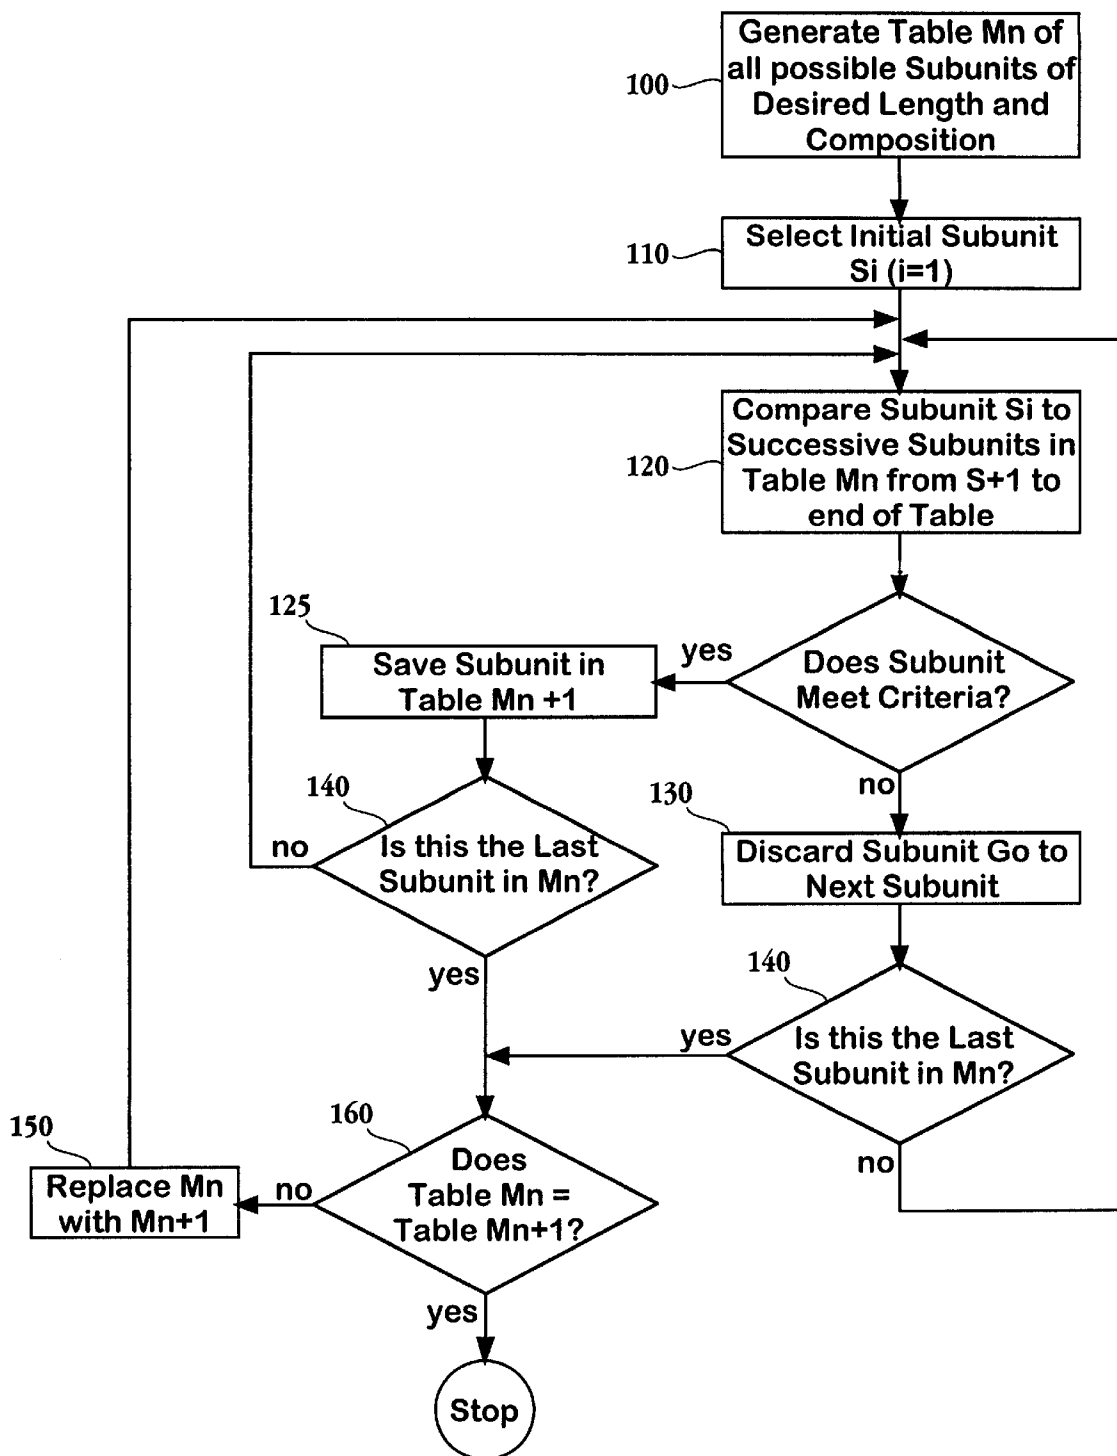 Generate Table Mn of
all possible Subunits of
Desired Length and
Composition
100
Select Initial Subunit
Si (i=1)
110
Compare Subunit Si to
Successive Subunits in
Table Mn from S+1 to
end of Table
120
Does Subunit
Meet Criteria?
yes
no
125
Save Subunit in
Table Mn +1
140
Is this the Last
Subunit in Mn?
no
yes
130
Discard Subunit Go to
Next Subunit
140
Is this the Last
Subunit in Mn?
yes
no
160
Does
Table Mn =
Table Mn+1?
no
yes
150
Replace Mn
with Mn+1
Stop